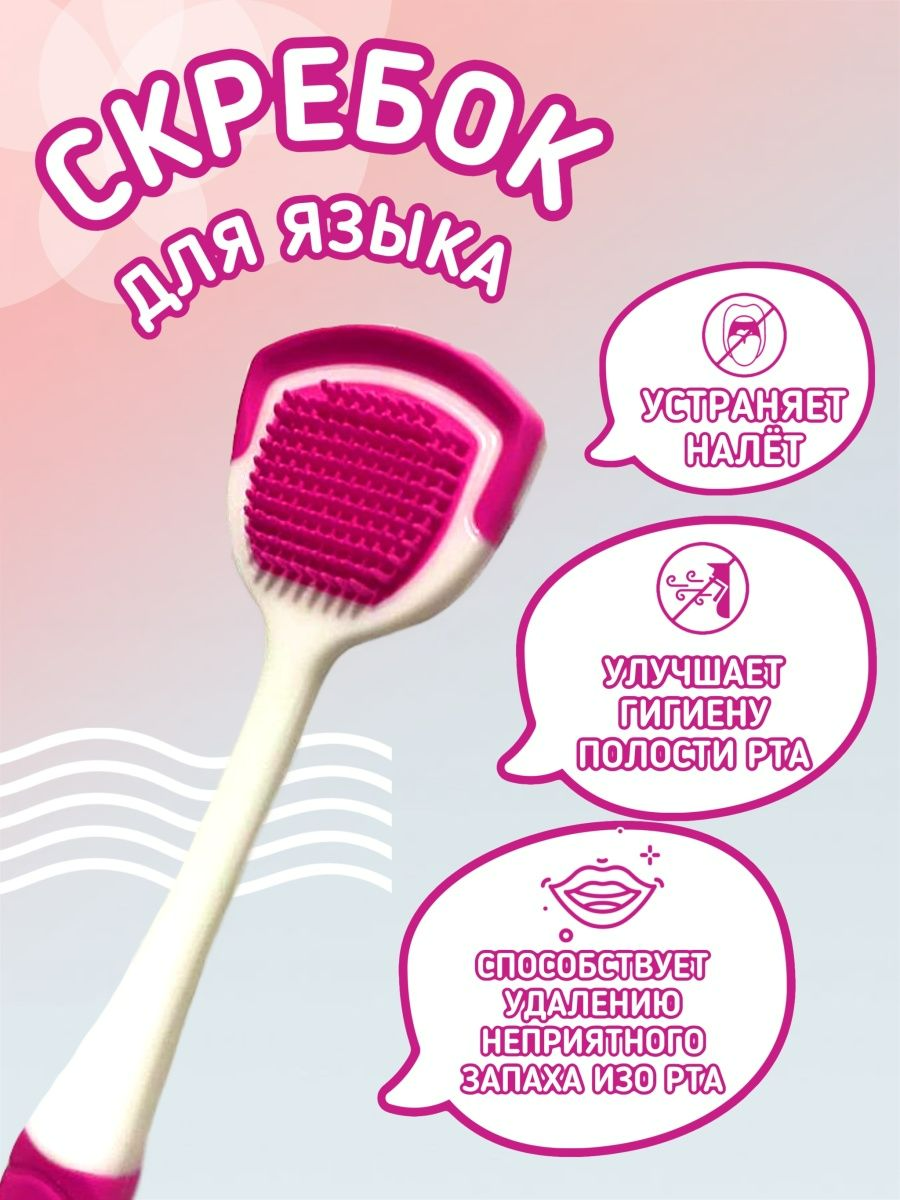 СКРЕБОК
ДЛЯ ЯЗЫКА
УСТРАНЯЕТ
НАЛЁТ
УЛУЧШАЕТ
ГИГИЕНУ
ПОЛОСТИ РТА
СПОСОБСТВУЕТ
УДАЛЕНИЮ
НЕПРИЯТНОГО
ЗАПАХА ИЗО РТА